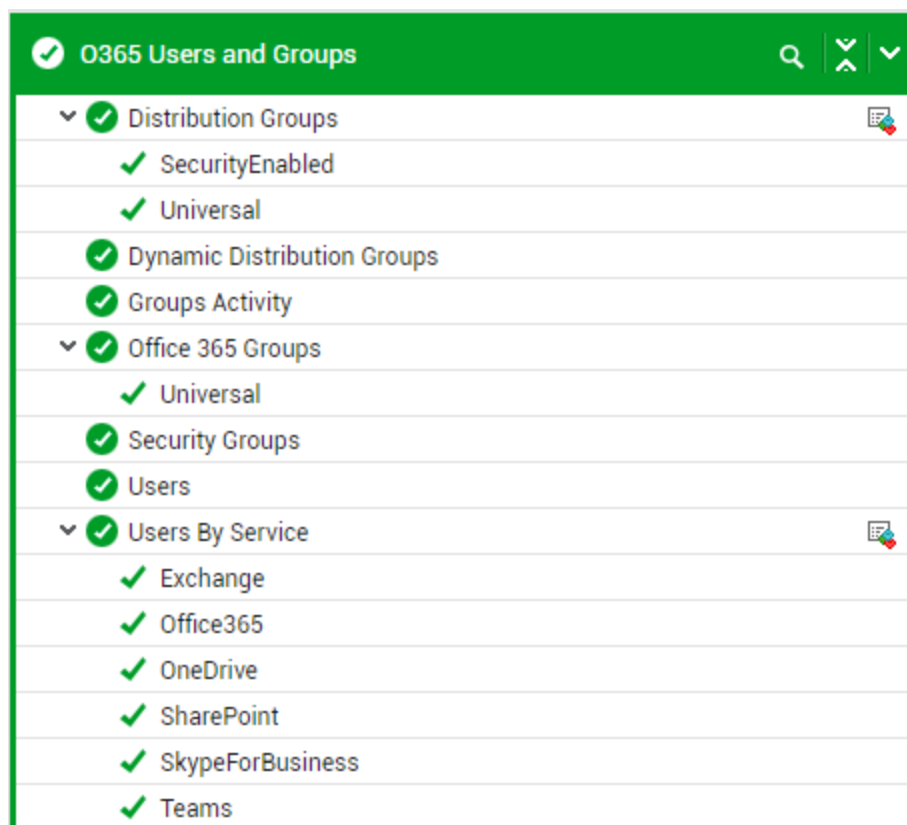 O365 Users and Groups
Distribution Groups
SecurityEnabled
Universal
Dynamic Distribution Groups
Groups Activity
Office 365 Groups
Universal
Security Groups
Users
Users By Service
Exchange
Office365
OneDrive
SharePoint
SkypeForBusiness
Teams